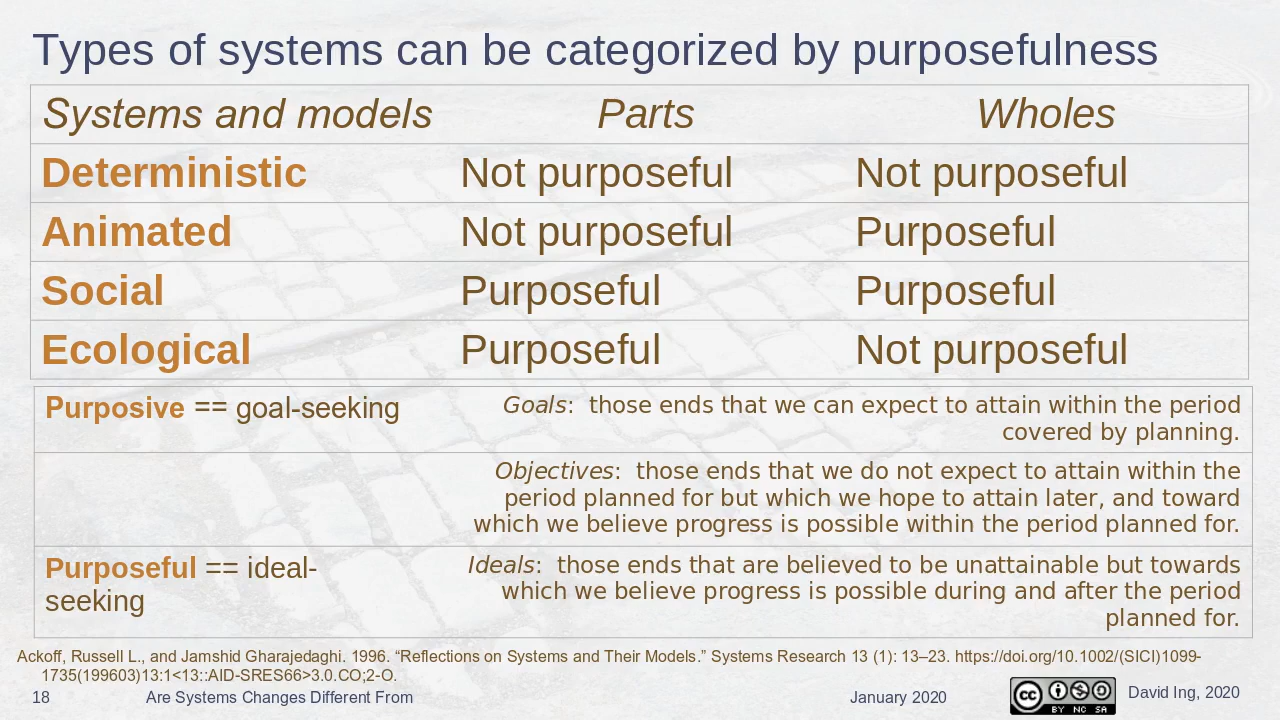 Types of systems can be categorized by purposefulness
Systems and models Parts Wholes
Deterministic Not purposeful Not purposeful
Animated Not purposeful Purposeful
Social Purposeful Purposeful
Ecological Purposeful Not purposeful
Purposive == goal-seeking
Goals: those ends that we can expect to attain within the period
covered by planning.
Objectives: those ends that we do not expect to attain within the
period planned for but which we hope to attain later, and toward
which we believe progress is possible within the period planned for.
Purposeful == ideal-
seeking
Ideals: those ends that are believed to be unattainable but towards
which we believe progress is possible during and after the period
planned for.
Ackoff, Russell L., and Jamshid Gharajedaghi. 1996. “Reflections on Systems and Their Models.” Systems Research 13 (1): 13–23. https://doi.org/10.1002/(SICI)1099-
1735(199603)13:1<13::AID-SRES66>3.0.CO;2-O.
18 Are Systems Changes Different From January 2020 cc BY NC SA David Ing, 2020